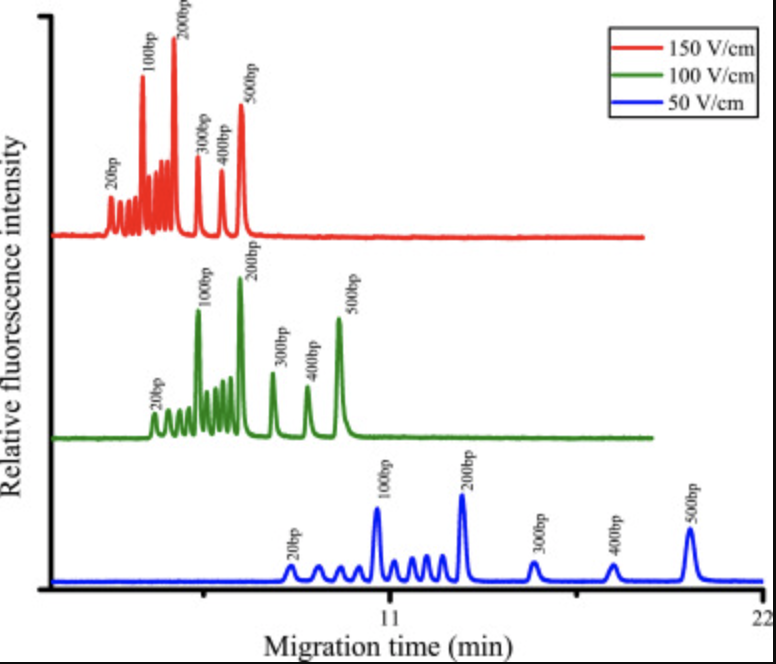 150 V/cm
100 V/cm
50 V/cm
Relative fluorescence intensity
20bp
100bp
200bp
300bp
400bp
500bp
20bp
100bp
200bp
300bp
400bp
500bp
20bp
100bp
200bp
300bp
400bp
500bp
11
22
Migration time (min)